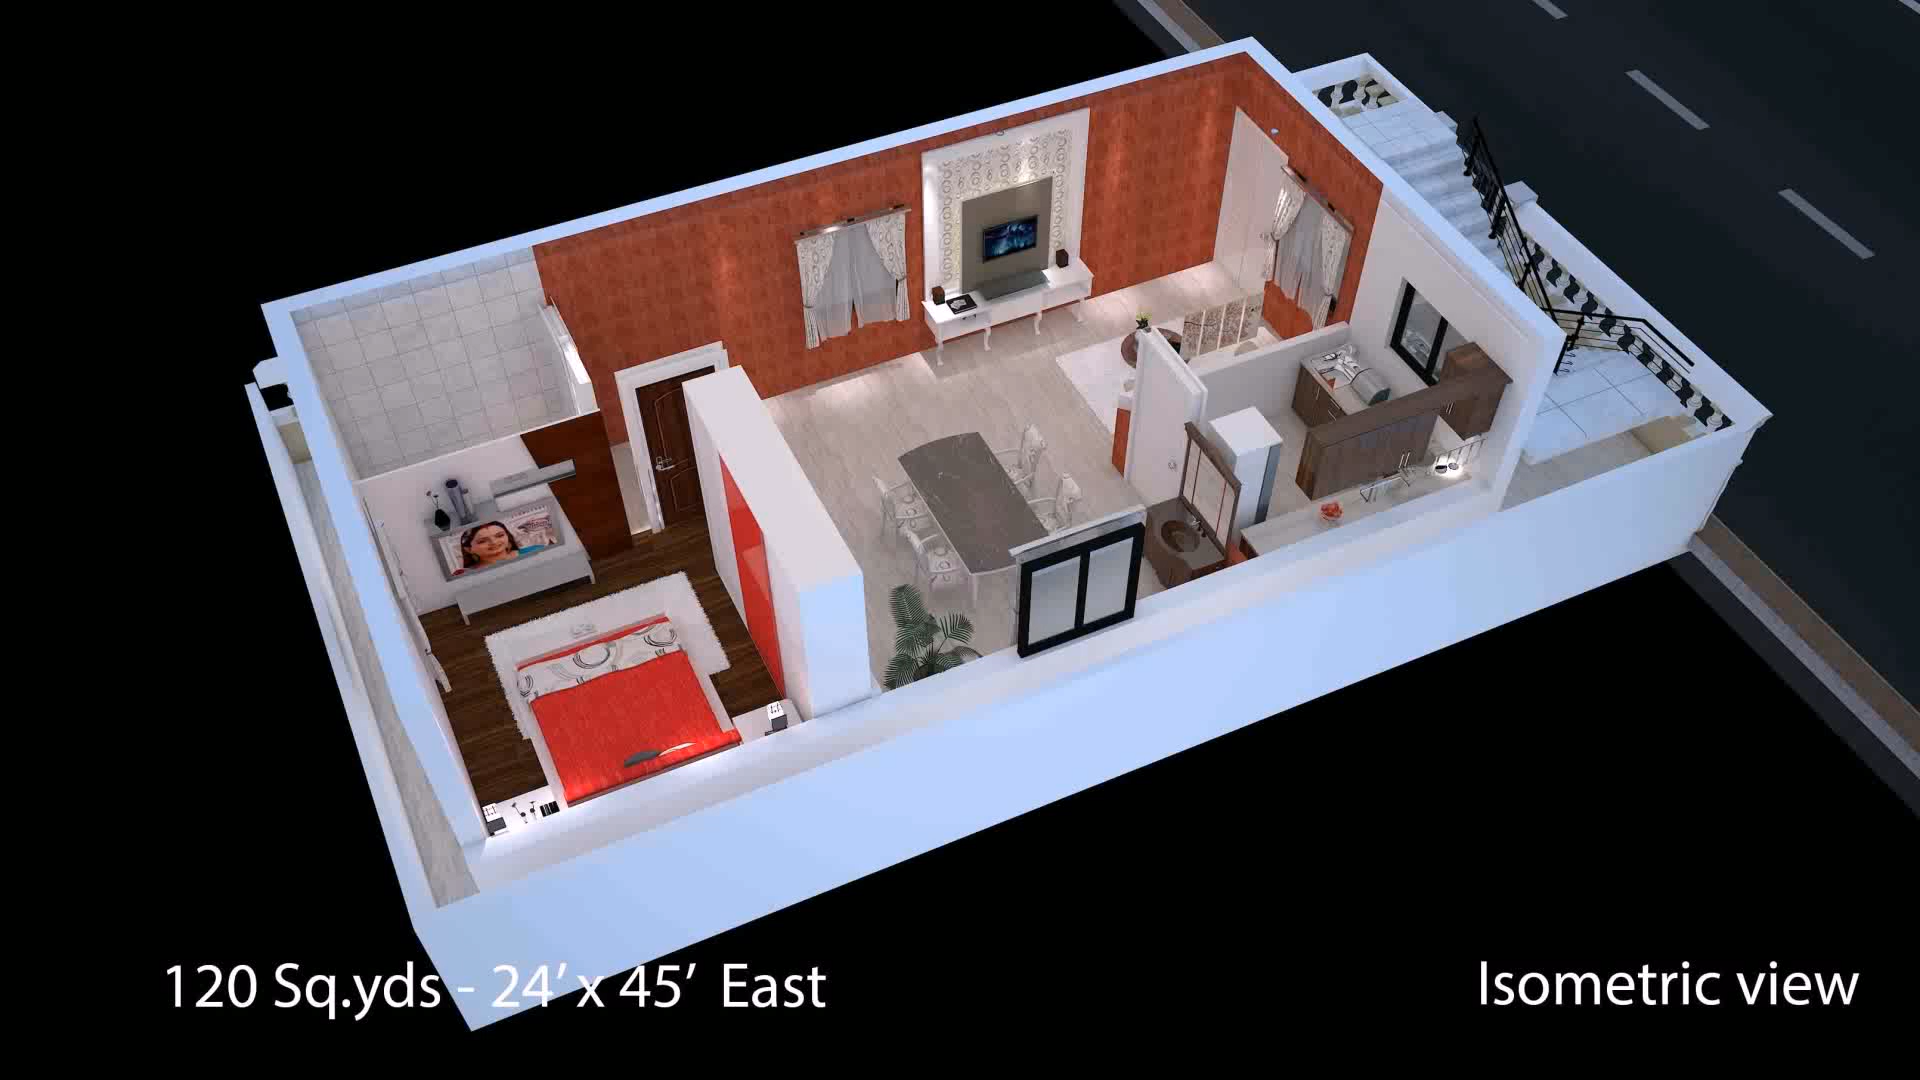 120 Sq.yds - 24’ x 45’ East
Isometric view